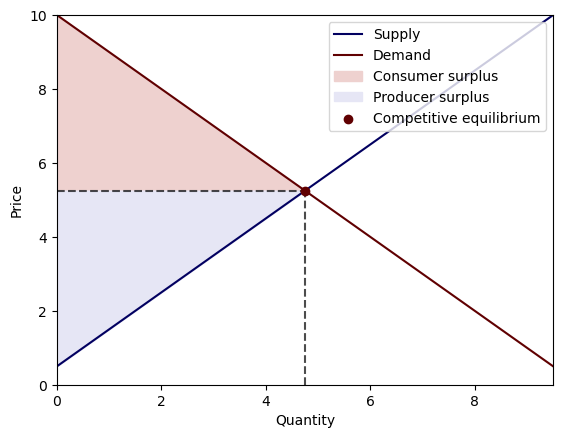 Supply
Demand
Consumer surplus
Producer surplus
Competitive equilibrium
10
8
6
4
2
0
Price
0 2 4 6 8
Quantity